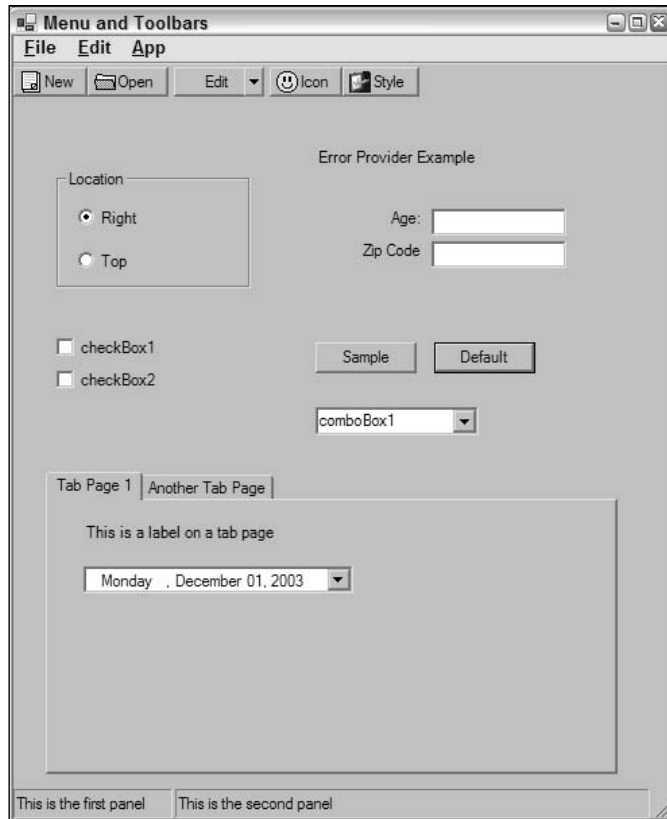 Menu and Toolbars
File Edit App
New Open Edit Icon Style
Error Provider Example
Location
Right
Top
Age:
Zip Code
checkBox1
checkBox2
Sample Default
comboBox1
Tab Page 1 Another Tab Page
This is a label on a tab page
Monday , December 01, 2003
This is the first panel This is the second panel